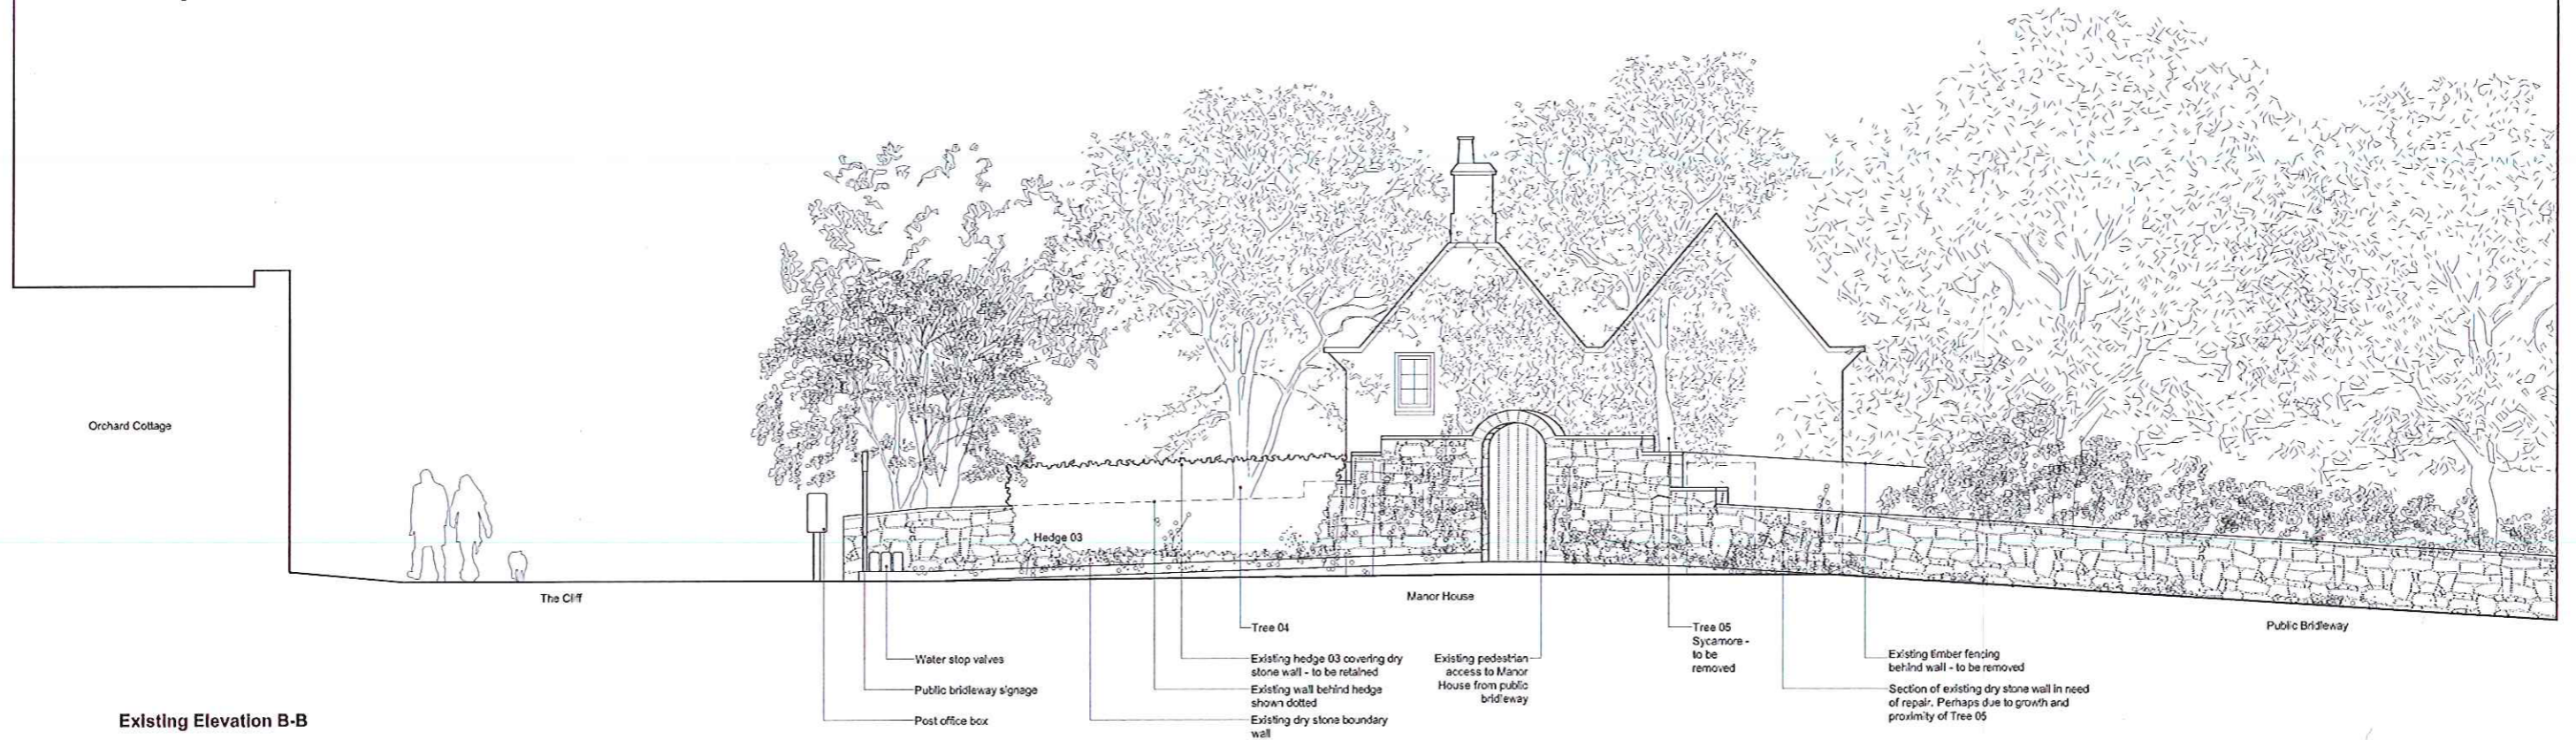 Orchard Cottage
Hedge 03
The Cliff
Manor House
Public Bridleway
Tree 04
Tree 05
Sycamore -
to be
removed
Water stop valves
Public bridleway signage
Post office box
Existing hedge 03 covering dry
stone wall - to be retained
Existing wall behind hedge
shown dotted
Existing dry stone boundary
wall
Existing pedestrian
access to Manor
House from public
bridleway
Existing timber fencing
behind wall - to be removed
Section of existing dry stone wall in need
of repair. Perhaps due to growth and
proximity of Tree 05
Existing Elevation B-B